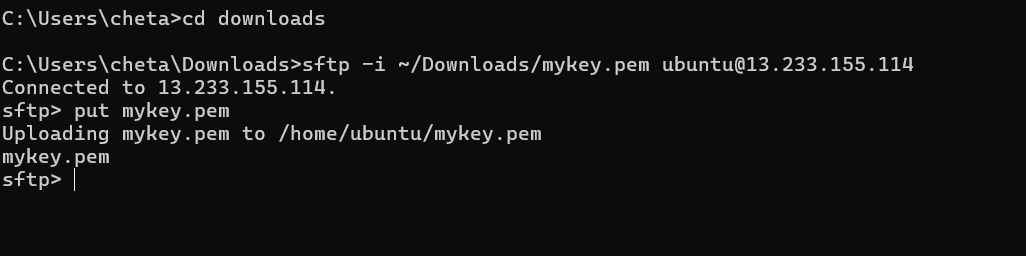 C:\Users\cheta>cd downloads
C:\Users\cheta\Downloads>sftp -i ~/Downloads/mykey.pem ubuntu@13.233.155.114
Connected to 13.233.155.114.
sftp> put mykey.pem
Uploading mykey.pem to /home/ubuntu/mykey.pem
mykey.pem
sftp>